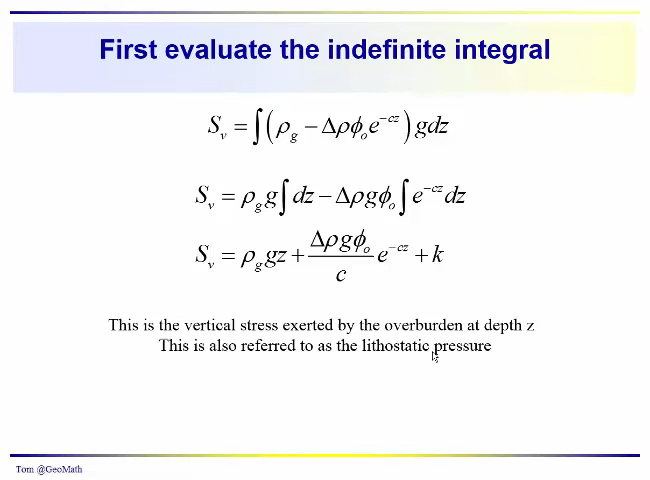 First evaluate the indefinite integral
S_v = ∫(ρ_g − Δρϕ_o e^{−cz}) gdz
S_v = ρ_g g∫ dz − Δρgϕ_o ∫ e^{−cz} dz
S_v = ρ_g gz + \frac{Δρgϕ_o}{c} e^{−cz} + k
This is the vertical stress exerted by the overburden at depth z
This is also referred to as the lithostatic pressure
Tom @GeoMath